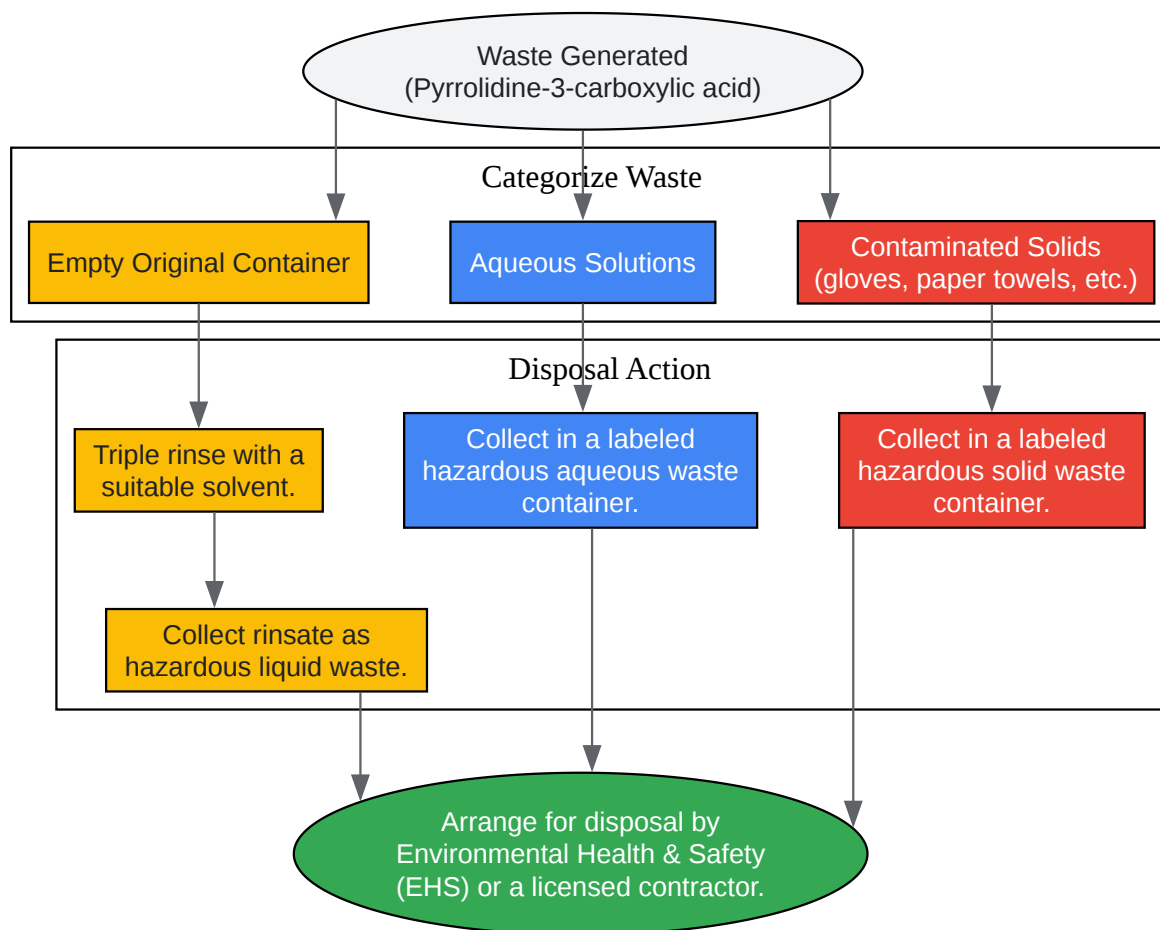 Waste Generated
(Pyrrolidine-3-carboxylic acid)
Categorize Waste
Empty Original Container
Aqueous Solutions
Contaminated Solids
(gloves, paper towels, etc.)
Disposal Action
Triple rinse with a
suitable solvent.
Collect in a labeled
hazardous aqueous waste
container.
Collect in a labeled
hazardous solid waste
container.
Collect rinsate as
hazardous liquid waste.
Arrange for disposal by
Environmental Health & Safety
(EHS) or a licensed contractor.